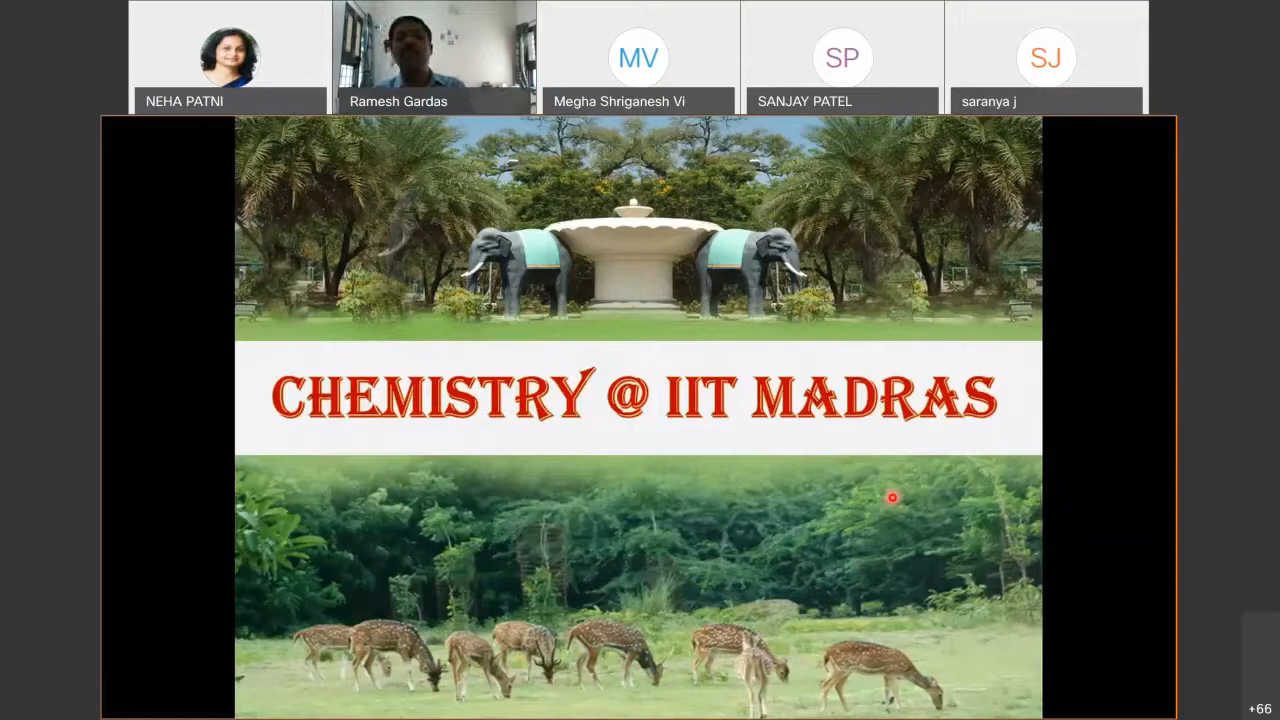 MV
SP
SJ
NEHA PATNI
Ramesh Gardas
Megha Shriganesh Vi
SANJAY PATEL
saranya j
CHEMISTRY @ IIT MADRAS
+66